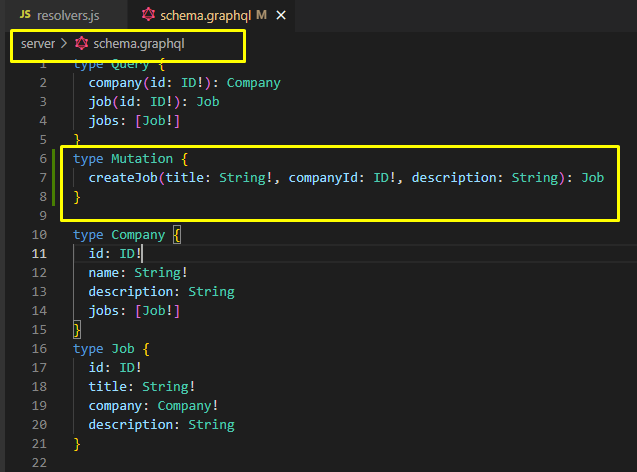 JS resolvers.js schema.graphql M ×
server > schema.graphql
1 type Query {
2 company(id: ID!): Company
3 job(id: ID!): Job
4 jobs: [Job!]
5 }
6 type Mutation {
7 createJob(title: String!, companyId: ID!, description: String): Job
8 }
9
10 type Company {
11 id: ID!
12 name: String!
13 description: String
14 jobs: [Job!]
15 }
16 type Job {
17 id: ID!
18 title: String!
19 company: Company!
20 description: String
21 }
22